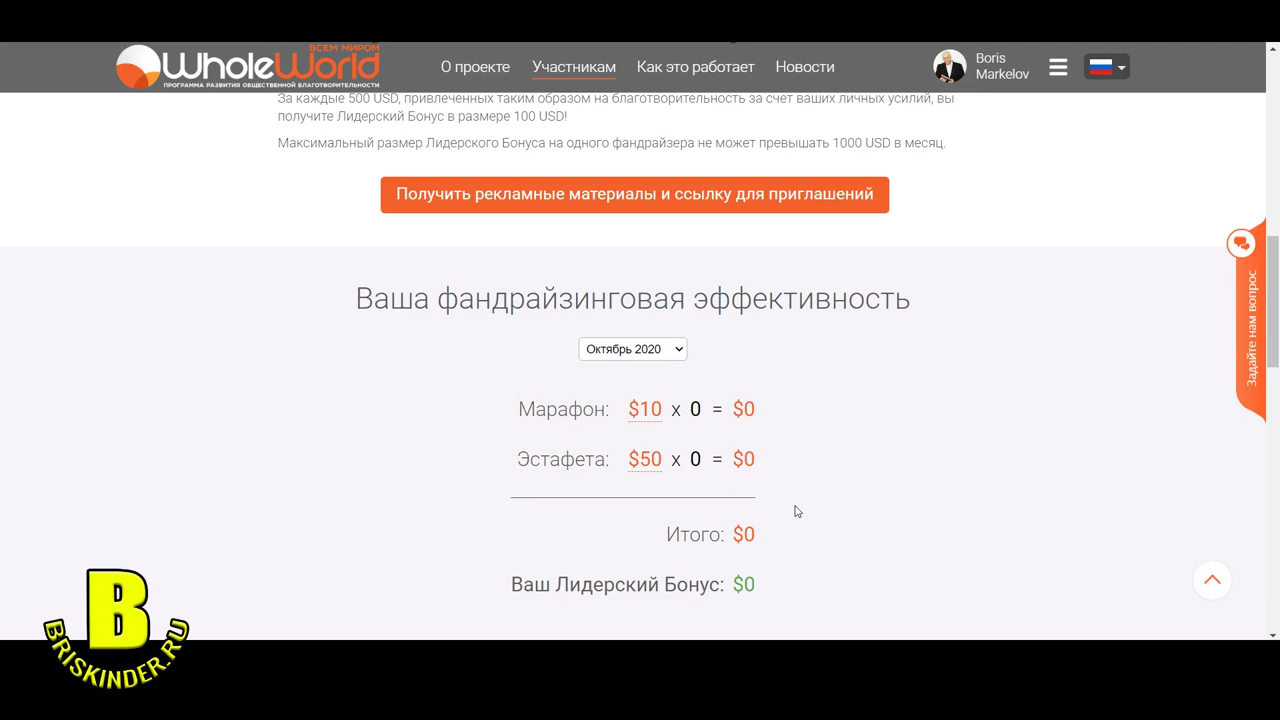 ВСЕМ МИРОМ
WholeWorld
ПРОГРАММА РАЗВИТИЯ ОБЩЕСТВЕННОЙ БЛАГОТВОРИТЕЛЬНОСТИ
О проекте Участникам Как это работает Новости
Boris
Markelov
За каждые 500 USD, привлеченных таким образом на благотворительность за счет ваших личных усилий, вы
получите Лидерский Бонус в размере 100 USD!
Максимальный размер Лидерского Бонуса на одного фандрайзера не может превышать 1000 USD в месяц.
Получить рекламные материалы и ссылку для приглашений
Задайте нам вопрос
Ваша фандрайзинговая эффективность
Октябрь 2020
Марафон: $10 x 0 = $0
Эстафета: $50 x 0 = $0
Итого: $0
Ваш Лидерский Бонус: $0
B
BRISKINDER.RU